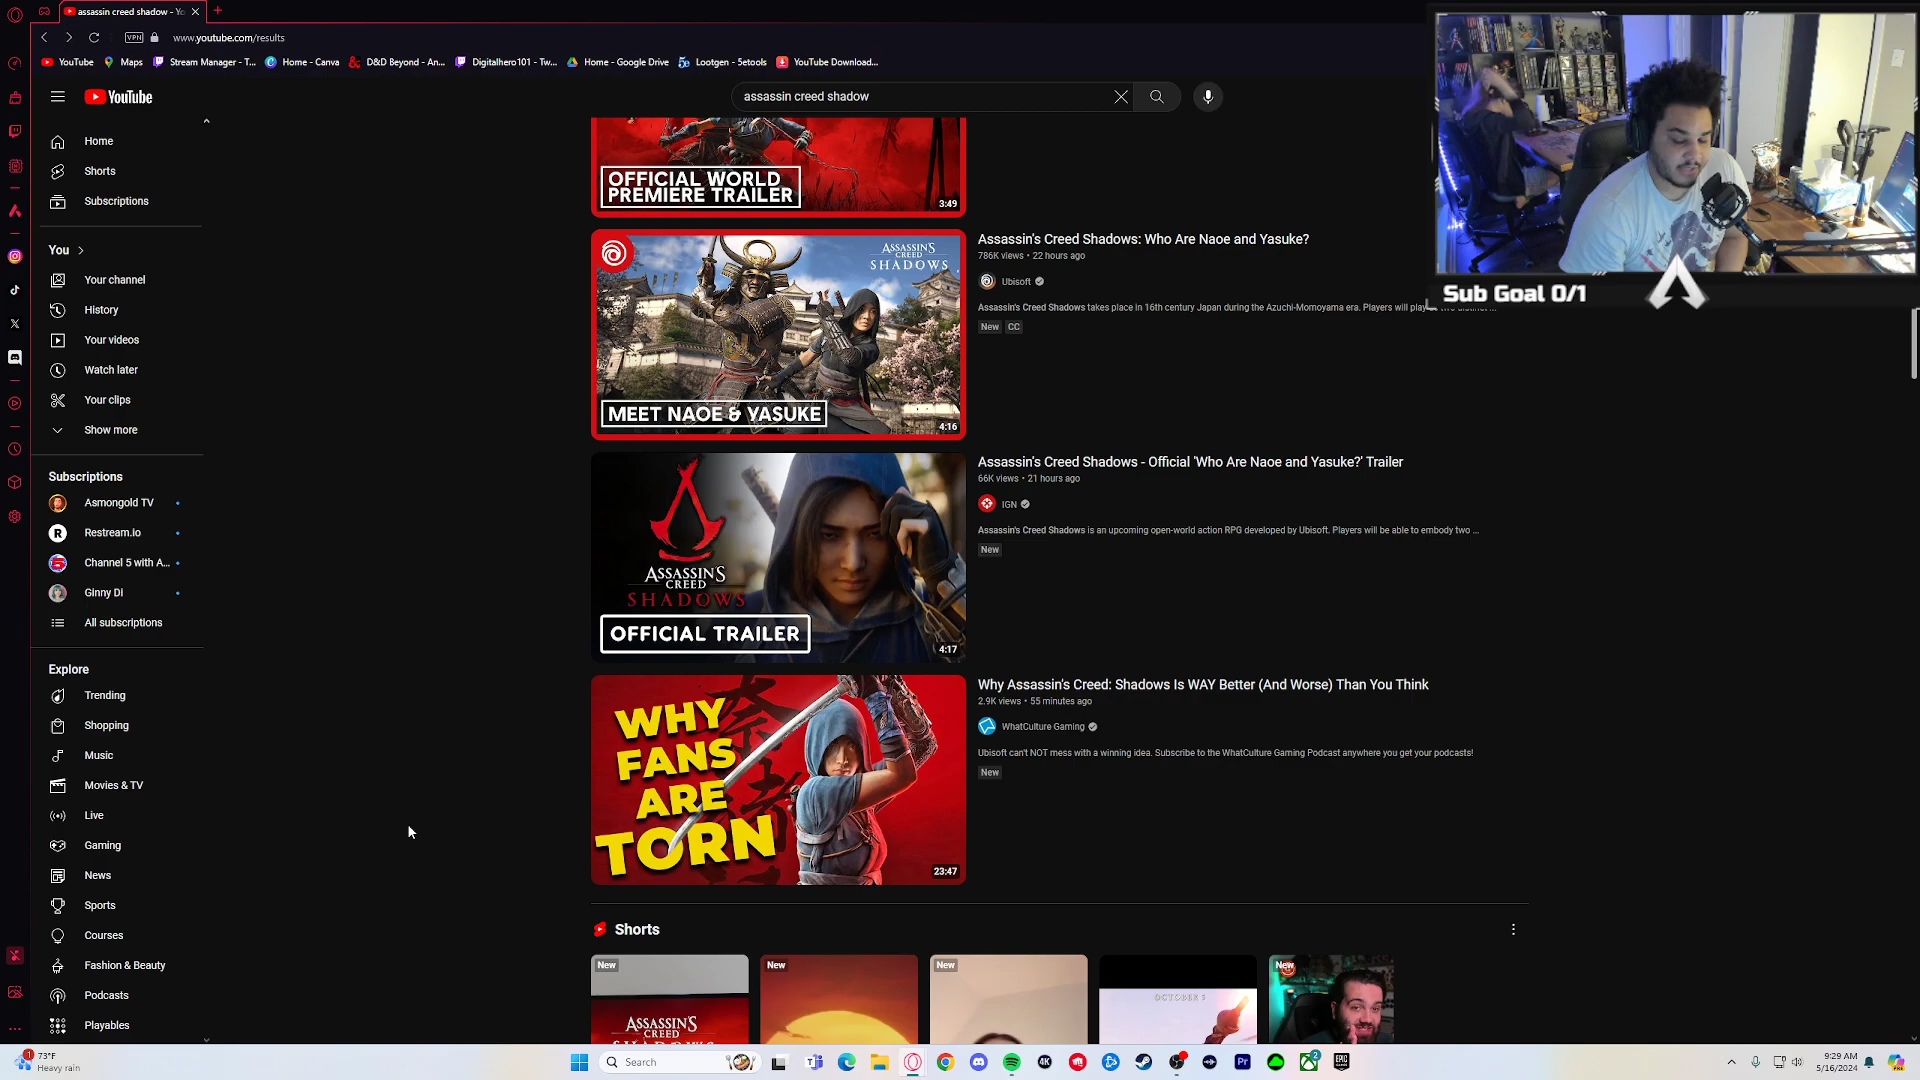 assassin creed shadow - Yo
VPN
www.youtube.com/results
YouTube
Maps
Stream Manager - T...
Home - Canva
D&D Beyond - An...
Digitalhero101 - Tw...
Home - Google Drive
Lootgen - 5etools
YouTube Download...
YouTube
assassin creed shadow
Home
Shorts
Subscriptions
You
Your channel
History
Your videos
Watch later
Your clips
Show more
Subscriptions
Asmongold TV
Restream.io
Channel 5 with A...
Ginny Di
All subscriptions
Explore
Trending
Shopping
Music
Movies & TV
Live
Gaming
News
Sports
Courses
Fashion & Beauty
Podcasts
Playables
OFFICIAL WORLD
PREMIERE TRAILER
3:49
ASSASSIN'S
CREED
SHADOWS
MEET NAOE & YASUKE
4:16
Assassin's Creed Shadows: Who Are Naoe and Yasuke?
786K views • 22 hours ago
Ubisoft
Assassin's Creed Shadows takes place in 16th century Japan during the Azuchi-Momoyama era. Players will play
New CC
ASSASSIN'S
CREED
SHADOWS
OFFICIAL TRAILER
4:17
Assassin's Creed Shadows - Official 'Who Are Naoe and Yasuke?' Trailer
66K views • 21 hours ago
IGN
Assassin's Creed Shadows is an upcoming open-world action RPG developed by Ubisoft. Players will be able to embody two ...
New
WHY
FANS
ARE
TORN
23:47
Why Assassin's Creed: Shadows Is WAY Better (And Worse) Than You Think
2.9K views • 55 minutes ago
WhatCulture Gaming
Ubisoft can't NOT mess with a winning idea. Subscribe to the WhatCulture Gaming Podcast anywhere you get your podcasts!
New
Shorts
New
New
New
New
ASSASSIN'S
CREED
OCTOBER 5
Sub Goal 0/1
1
73°F
Heavy rain
Search
4K
Pr
2
EPIC
9:29 AM
5/16/2024